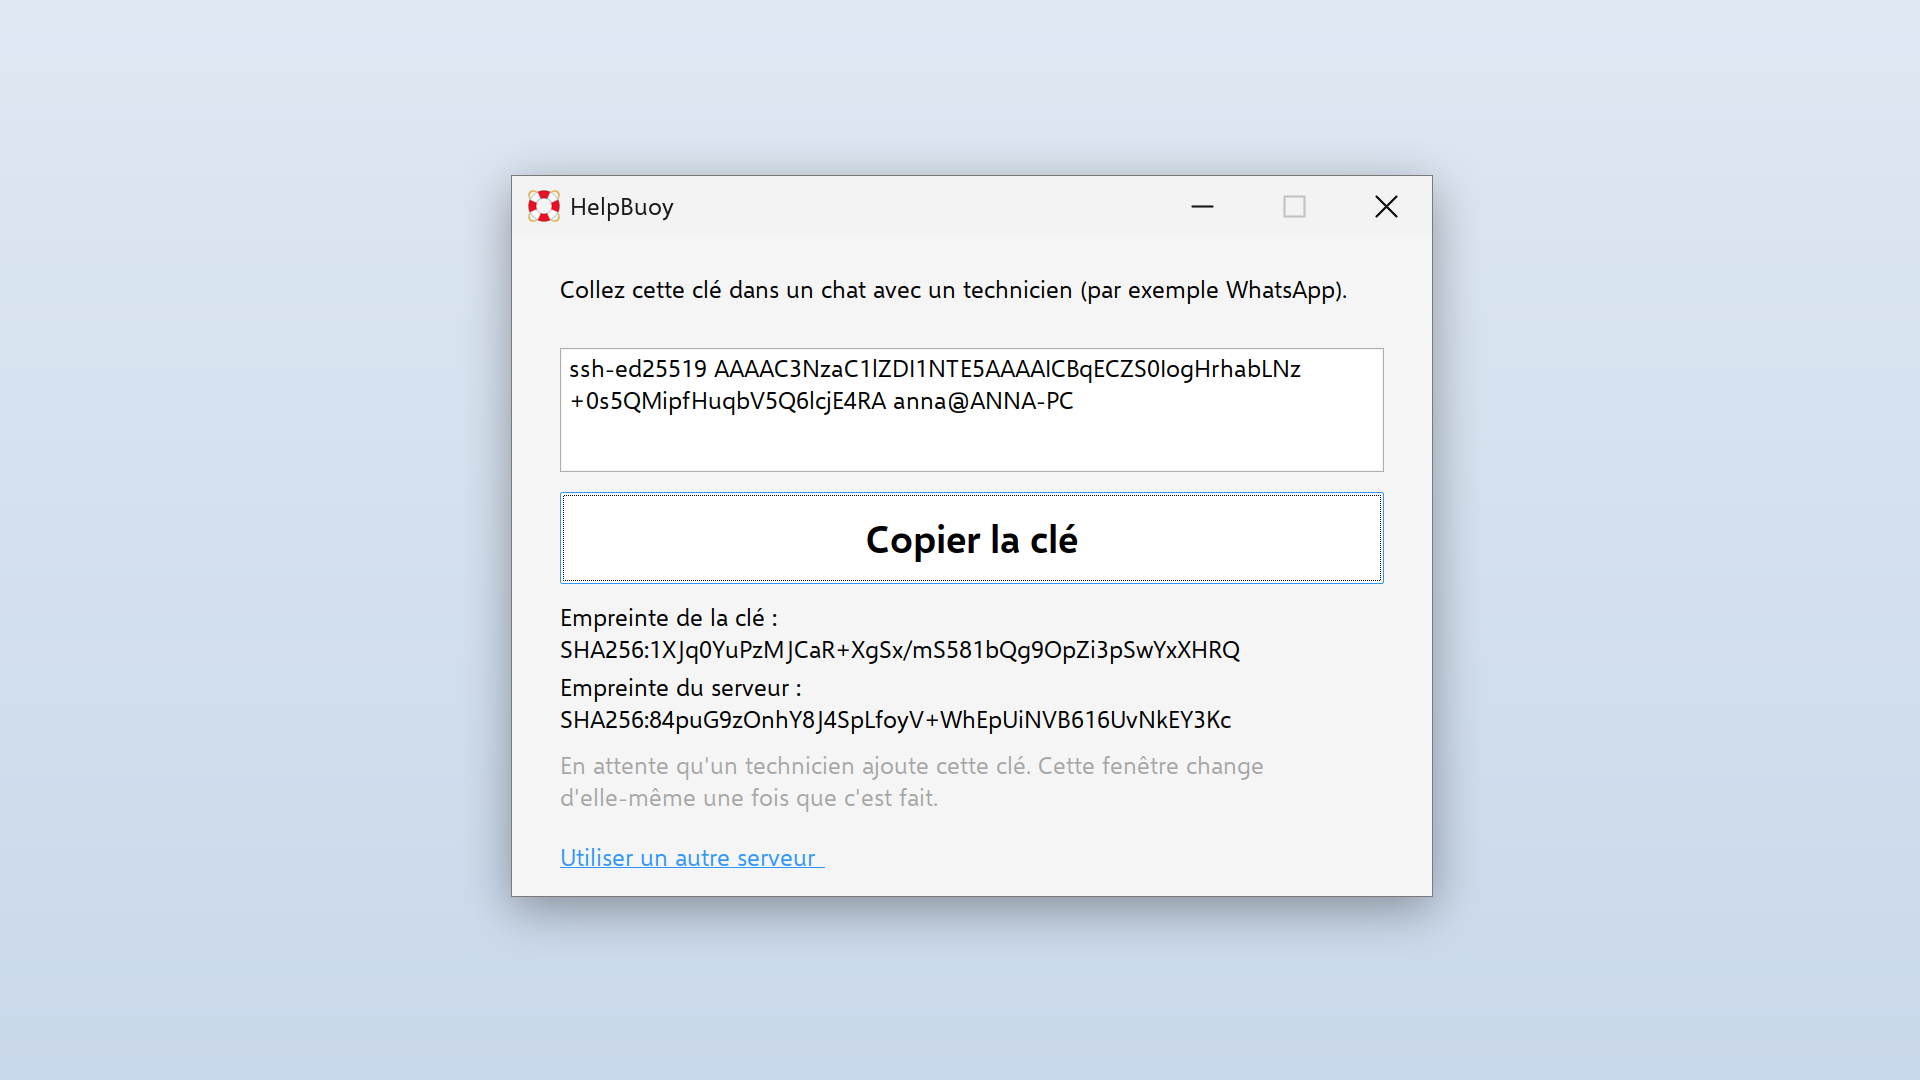 HelpBuoy
Collez cette clé dans un chat avec un technicien (par exemple WhatsApp).
ssh-ed25519 AAAAC3NzaC1lZDI1NTE5AAAAICBqECZS0IogHrhabLNz
+0s5QMipfHuqbV5Q6lcjE4RA anna@ANNA-PC
Copier la clé
Empreinte de la clé :
SHA256:1XJq0YuPzMJCaR+XgSx/mS581bQg9OpZi3pSwYxXHRQ
Empreinte du serveur :
SHA256:84puG9zOnhY8J4SpLfoyV+WhEpUiNVB616UvNkEY3Kc
En attente qu'un technicien ajoute cette clé. Cette fenêtre change
d'elle-même une fois que c'est fait.
Utiliser un autre serveur